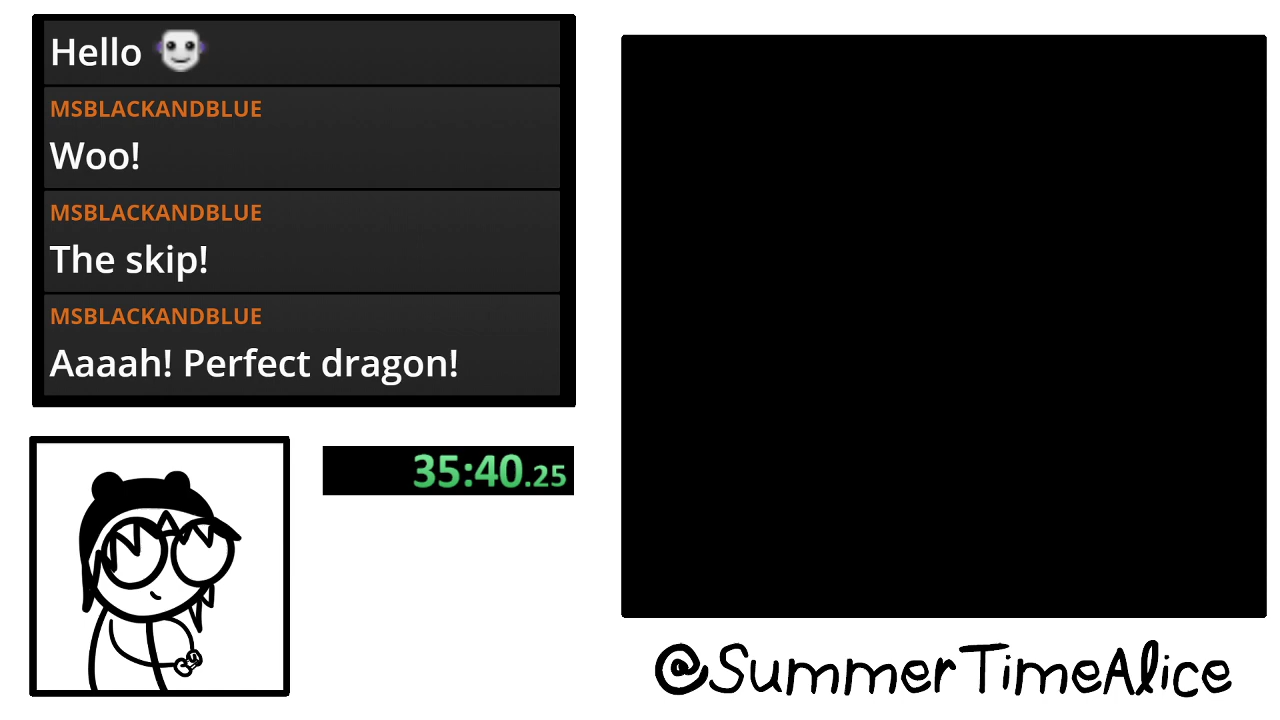 Hello
MSBLACKANDBLUE
Woo!
MSBLACKANDBLUE
The skip!
MSBLACKANDBLUE
Aaaah! Perfect dragon!
35:40.25
@SummerTimeAlice